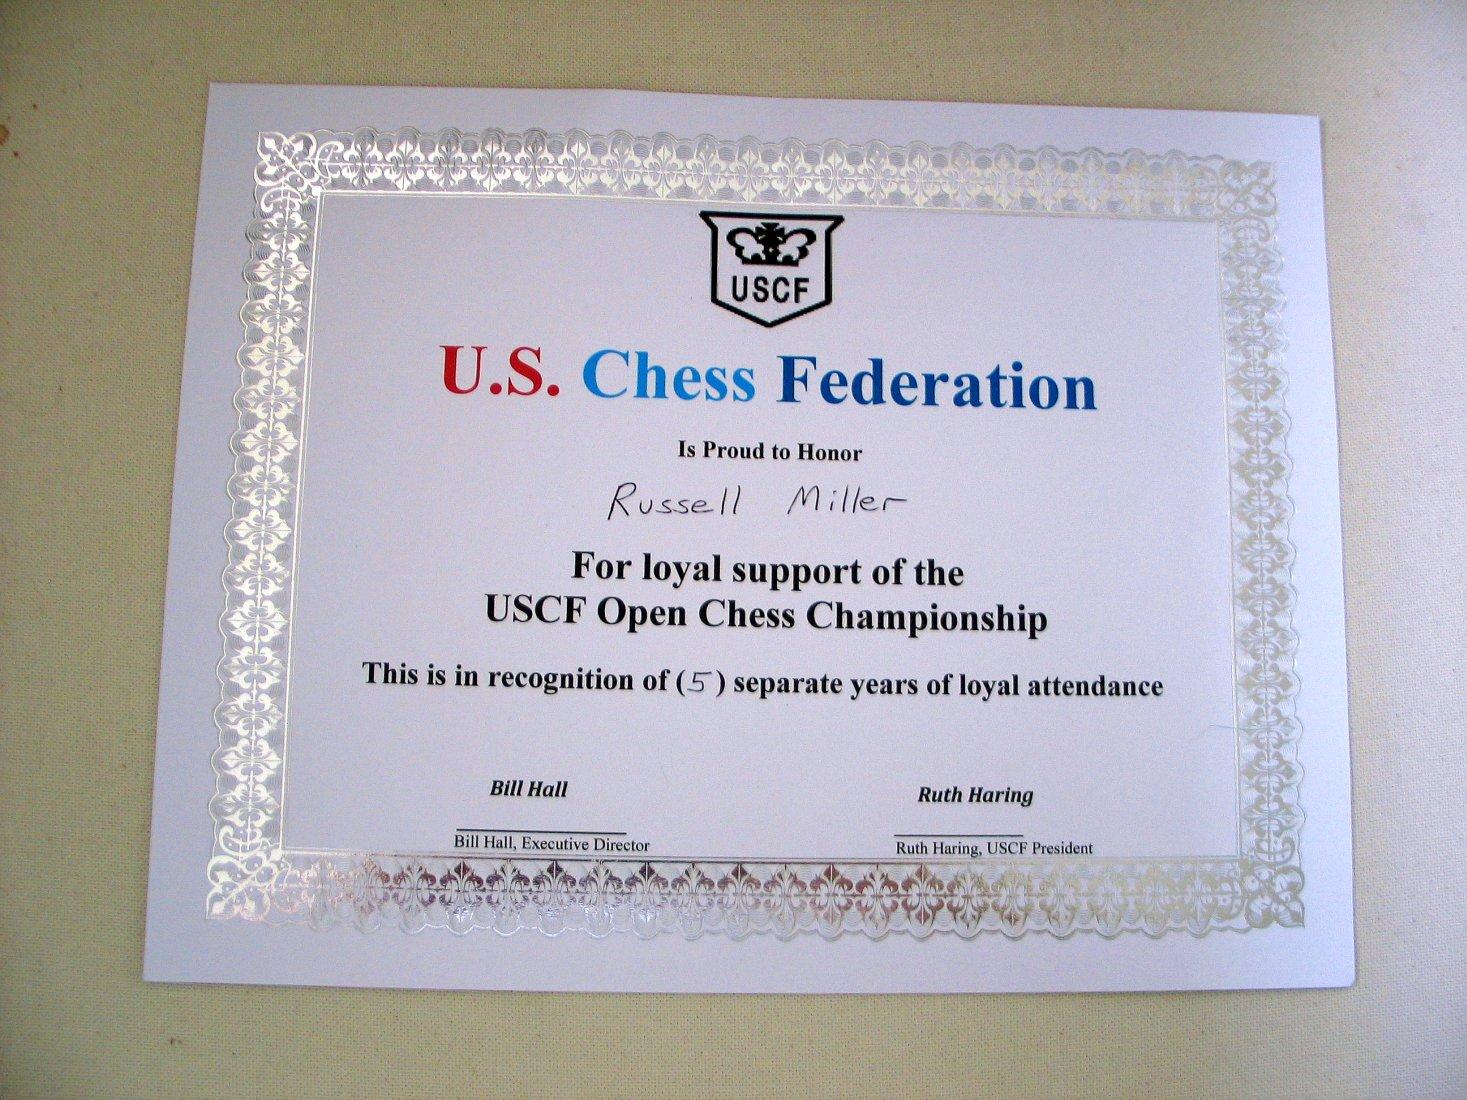 USCF
U.S. Chess Federation
Is Proud to Honor
Russell Miller
For loyal support of the
USCF Open Chess Championship
This is in recognition of (5) separate years of loyal attendance
Bill Hall
Bill Hall, Executive Director
Ruth Haring
Ruth Haring, USCF President